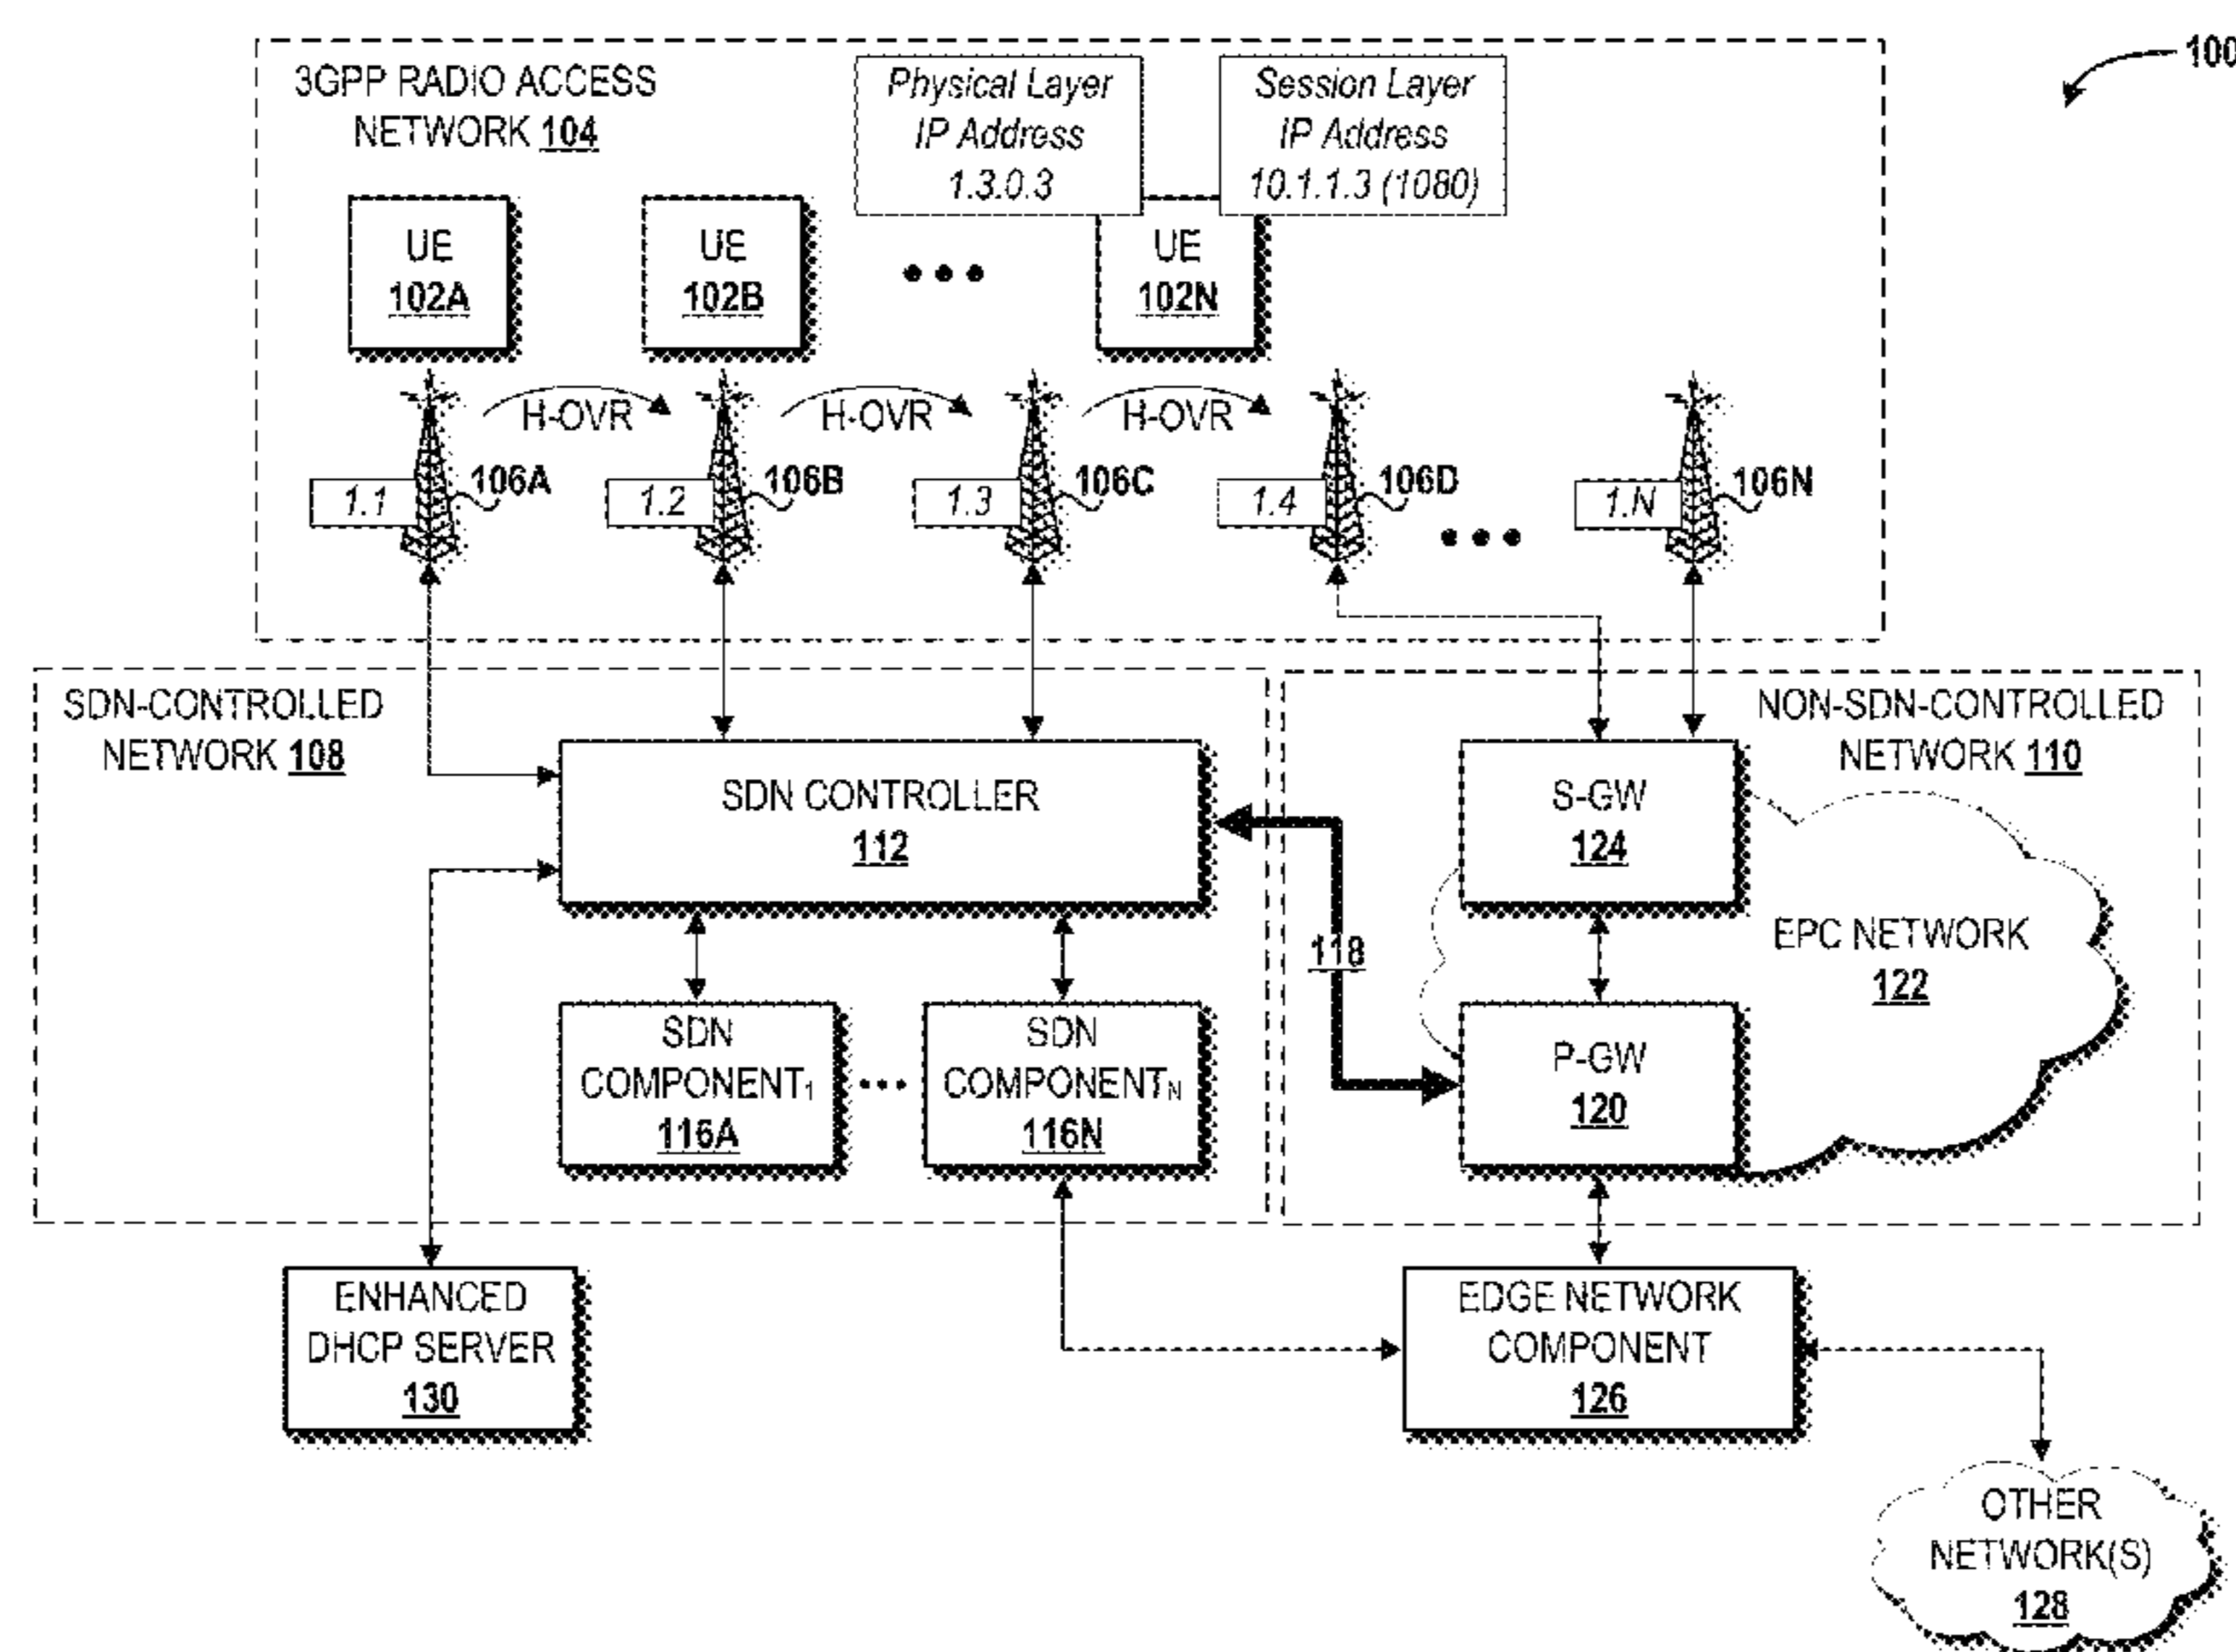 100
3GPP RADIO ACCESS
NETWORK 104
Physical Layer
IP Address
1.3.0.3
Session Layer
IP Address
10.1.1.3 (1080)
UE
102A
UE
102B
UE
102N
H-OVR
H-OVR
H-OVR
1.1
106A
1.2
106B
1.3
106C
1.4
106D
1.N
106N
SDN-CONTROLLED
NETWORK 108
NON-SDN-CONTROLLED
NETWORK 110
SDN CONTROLLER
112
S-GW
124
118
EPC NETWORK
122
SDN
COMPONENT1
116A
SDN
COMPONENTN
116N
P-GW
120
ENHANCED
DHCP SERVER
130
EDGE NETWORK
COMPONENT
126
OTHER
NETWORK(S)
128